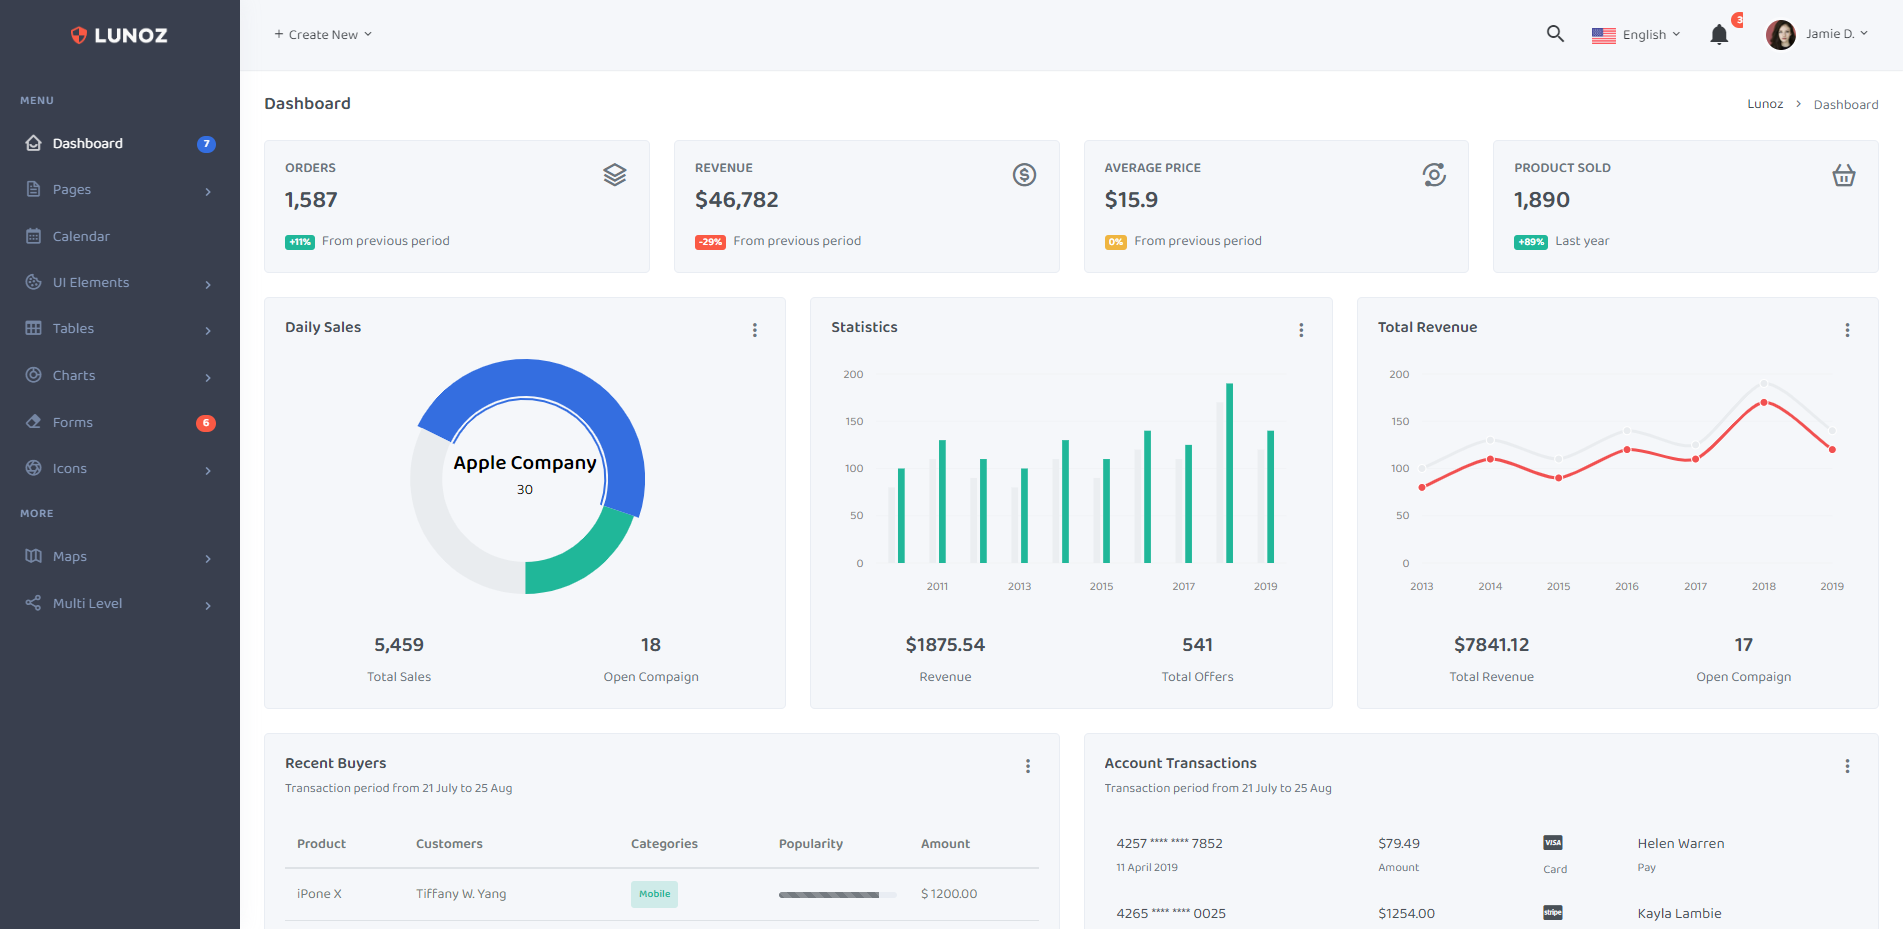 LUNOZ
+ Create New
English
3
Jamie D.
MENU
Dashboard 7
Pages
Calendar
UI Elements
Tables
Charts
Forms 6
Icons
MORE
Maps
Multi Level
Dashboard
Lunoz > Dashboard
ORDERS
1,587
+11% From previous period
REVENUE
$46,782
-29% From previous period
AVERAGE PRICE
$15.9
0% From previous period
PRODUCT SOLD
1,890
+89% Last year
Daily Sales
Apple Company
30
5,459
Total Sales
18
Open Compaign
Statistics
200
150
100
50
0
2011 2013 2015 2017 2019
$1875.54
Revenue
541
Total Offers
Total Revenue
200
150
100
50
0
2013 2014 2015 2016 2017 2018 2019
$7841.12
Total Revenue
17
Open Compaign
Recent Buyers
Transaction period from 21 July to 25 Aug
Product Customers Categories Popularity Amount
iPone X Tiffany W. Yang Mobile $ 1200.00
Account Transactions
Transaction period from 21 July to 25 Aug
4257 **** **** 7852 $79.49 VISA Helen Warren
11 April 2019 Amount Card Pay
4265 **** **** 0025 $1254.00 stripe Kayla Lambie